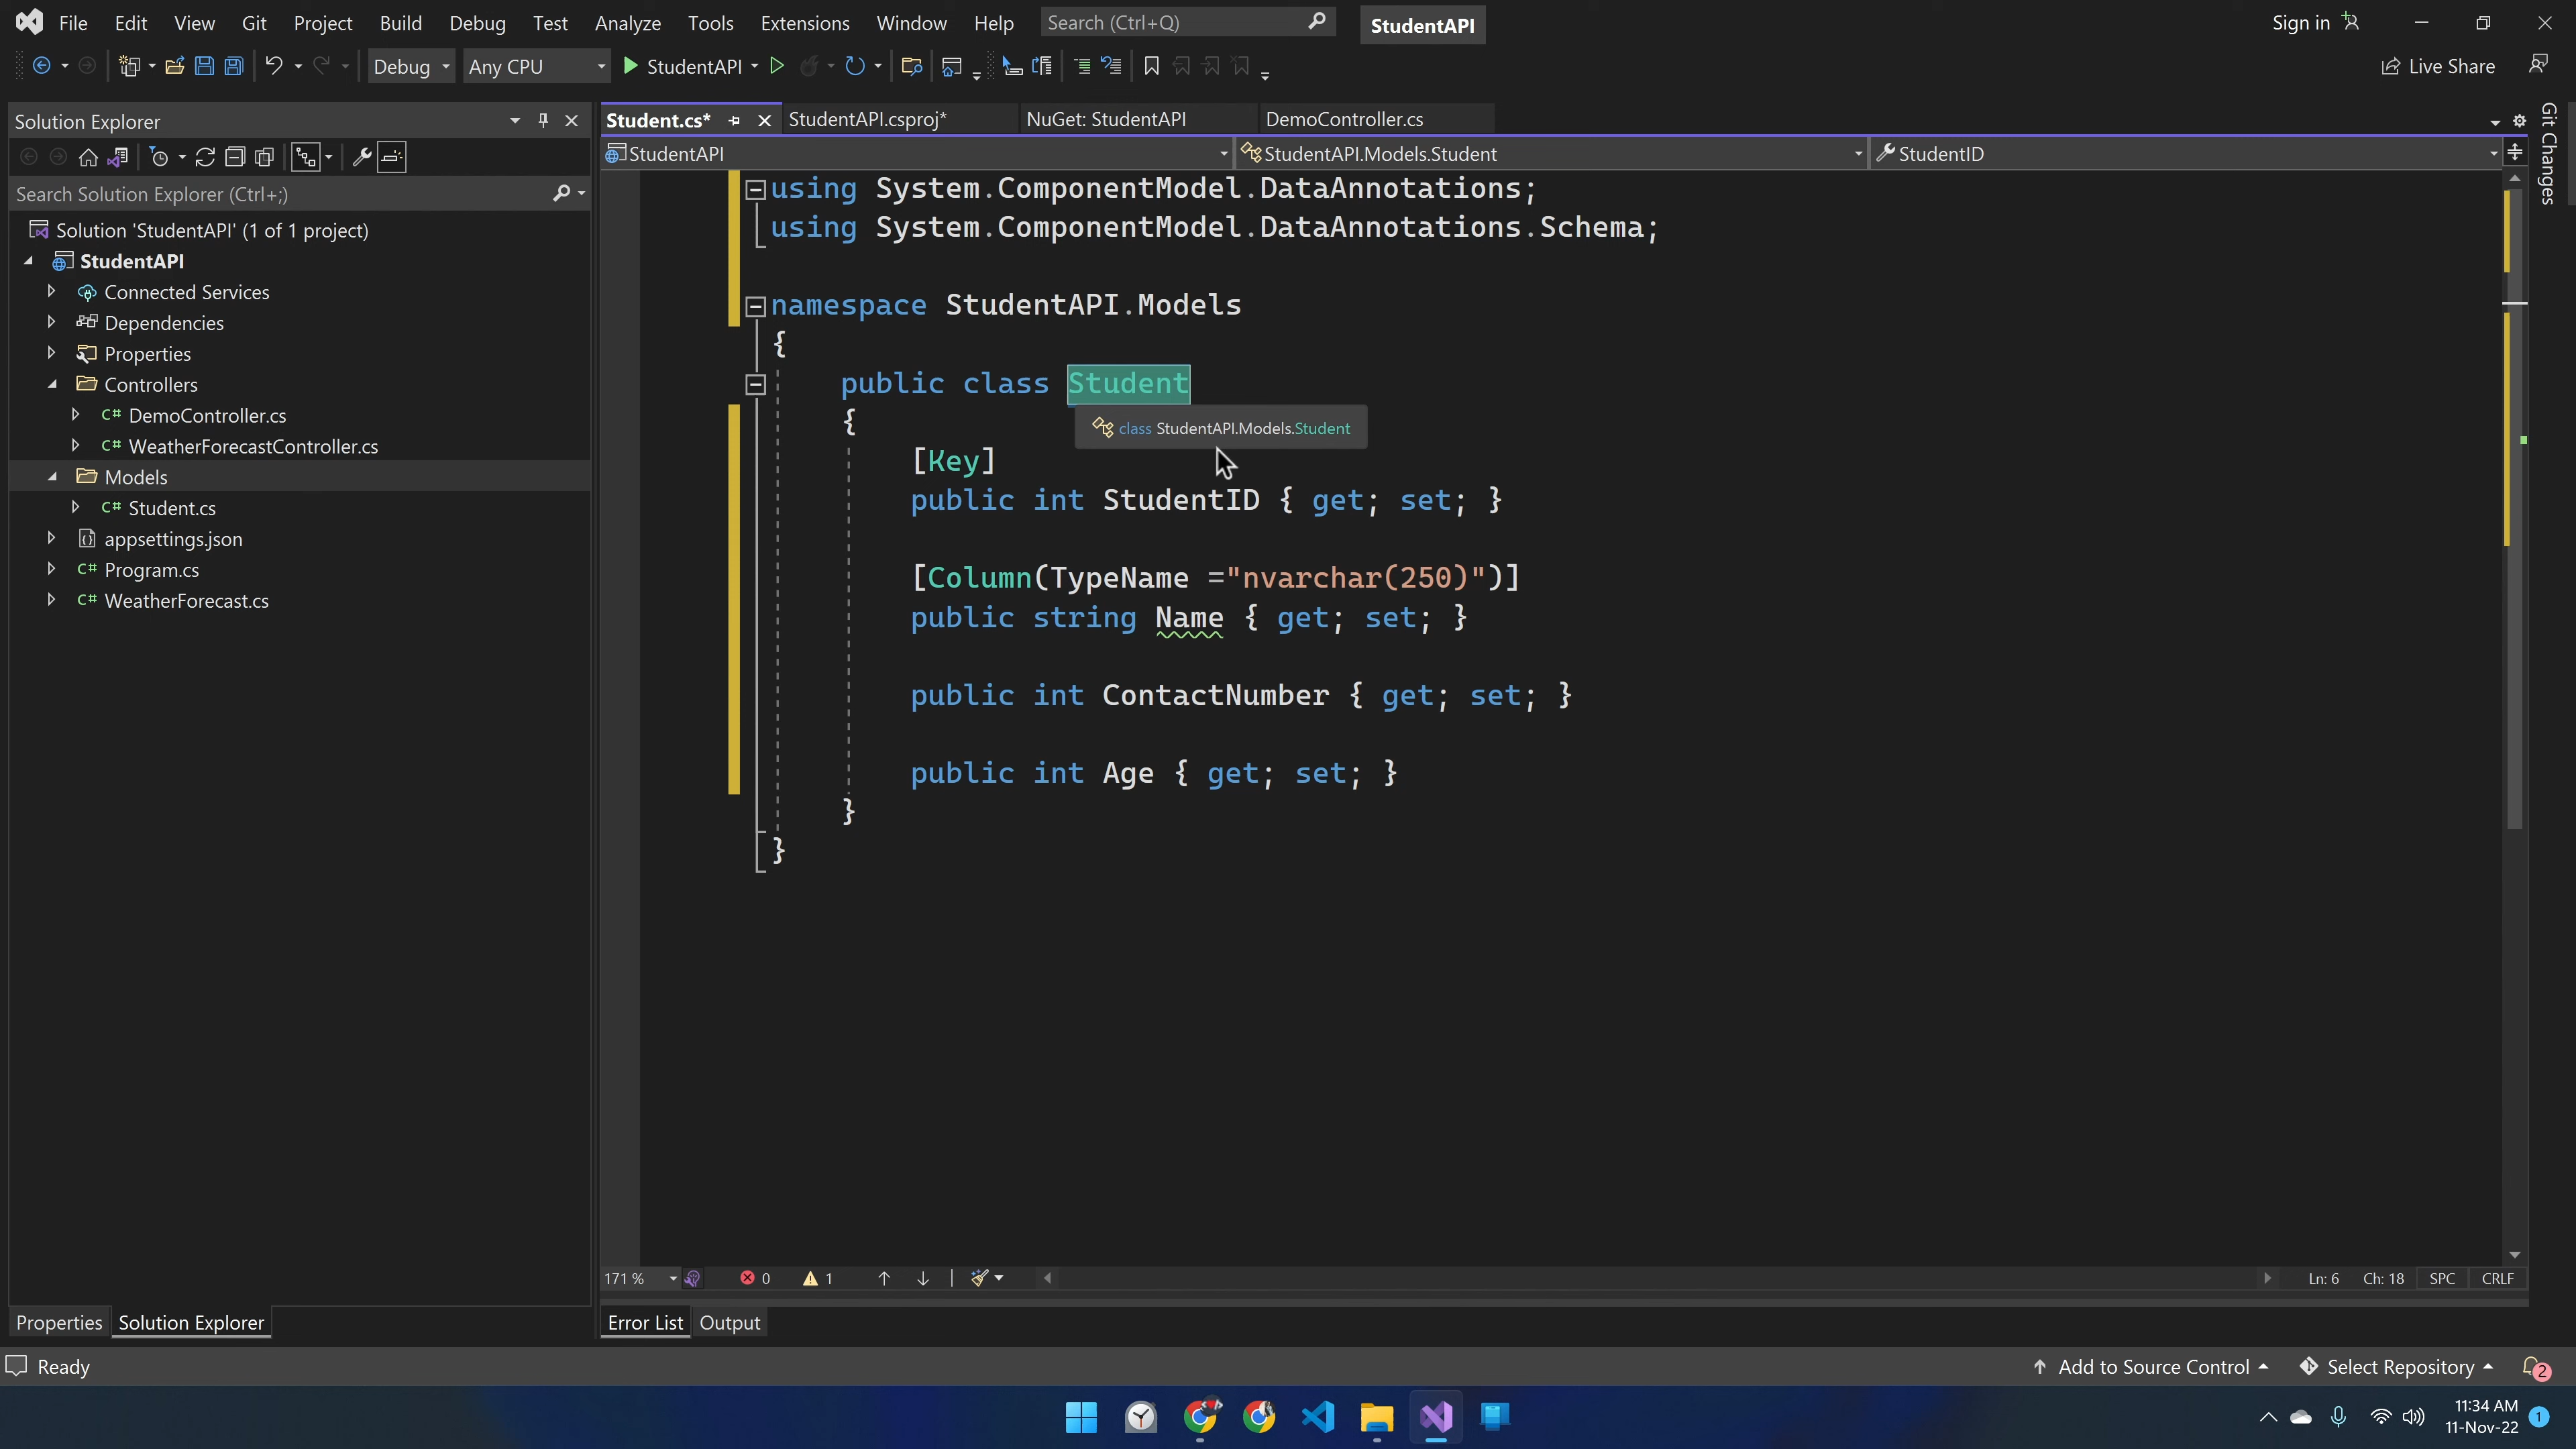 File Edit View Git Project Build Debug Test Analyze Tools Extensions Window Help Search (Ctrl+Q) StudentAPI Sign in
Debug Any CPU StudentAPI Live Share
Solution Explorer
Search Solution Explorer (Ctrl+;)
Solution 'StudentAPI' (1 of 1 project)
StudentAPI
Connected Services
Dependencies
Properties
Controllers
C# DemoController.cs
C# WeatherForecastController.cs
Models
C# Student.cs
appsettings.json
C# Program.cs
C# WeatherForecast.cs
Properties Solution Explorer
Student.cs* StudentAPI.csproj* NuGet: StudentAPI DemoController.cs
StudentAPI StudentAPI.Models.Student StudentID
using System.ComponentModel.DataAnnotations;
using System.ComponentModel.DataAnnotations.Schema;
namespace StudentAPI.Models
{
public class Student
{
class StudentAPI.Models.Student
[Key]
public int StudentID { get; set; }
[Column(TypeName ="nvarchar(250)")]
public string Name { get; set; }
public int ContactNumber { get; set; }
public int Age { get; set; }
}
}
171 % 0 1 Ln: 6 Ch: 18 SPC CRLF
Error List Output
Git Changes
Ready Add to Source Control Select Repository 2
11:34 AM
11-Nov-22 1